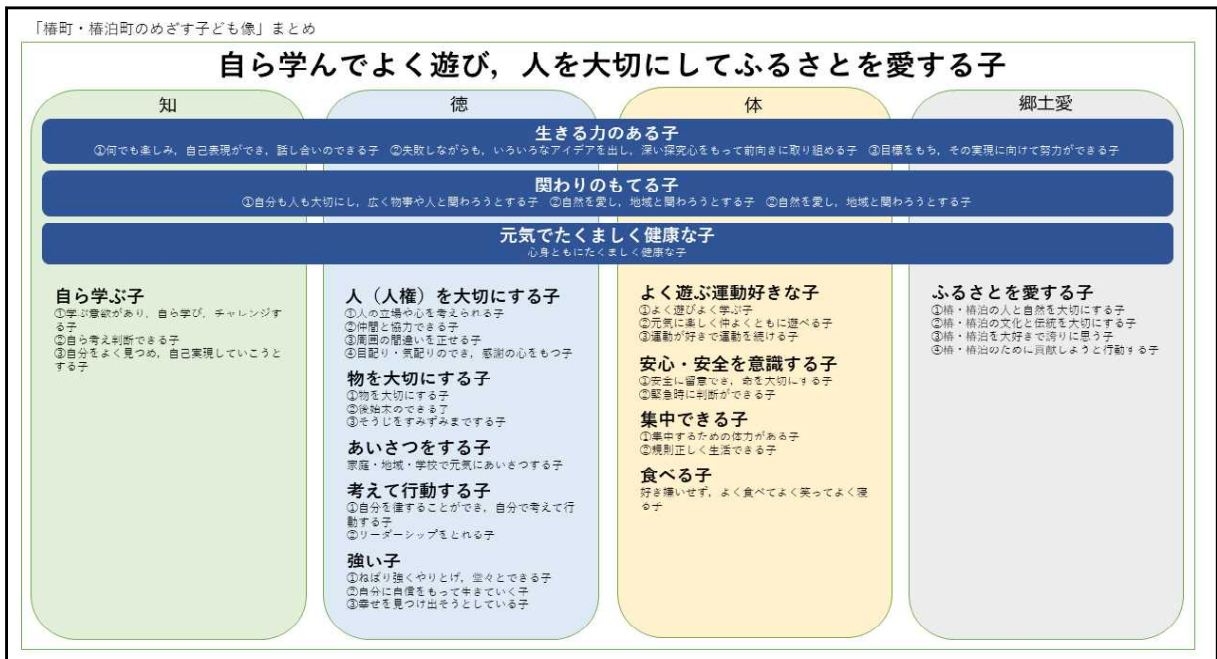 「椿町・椿泊町のめざす子ども像」まとめ
自ら学んでよく遊び，人を大切にしてふるさとを愛する子
知
徳
体
郷土愛
生きる力のある子
①何でも楽しみ，自己表現ができ，話し合いのできる子　②失敗しながらも，いろいろなアイデアを出し，深い探究心をもって前向きに取り組める子　③目標をもち，その実現に向けて努力ができる子
関わりのもてる子
①自分も人も大切にし，広く物事や人と関わろうとする子　②自然を愛し，地域と関わろうとする子　②自然を愛し，地域と関わろうとする子
元気でたくましく健康な子
心身ともにたくましく健康な子
自ら学ぶ子
①学ぶ意欲があり，自ら学び，チャレンジす
る子
②自ら考え判断できる子
③自分をよく見つめ，自己実現していこうと
する子
人（人権）を大切にする子
①人の立場や心を考えられる子
②仲間と協力できる子
③周囲の間違いを正せる子
④目配り・気配りのでき，感謝の心をもつ子
物を大切にする子
①物を大切にする子
②後始末のできる子
③そうじをすみずみまでする子
あいさつをする子
家庭・地域・学校で元気にあいさつする子
考えて行動する子
①自分を律することができ，自分で考えて行
動する子
②リーダーシップをとれる子
強い子
①ねばり強くやりとげ，堂々とできる子
②自分に自信をもって生きていく子
③幸せを見つけ出そうとしている子
よく遊ぶ運動好きな子
①よく遊びよく学ぶ子
②元気に楽しく仲よくともに遊べる子
③運動が好きで運動を続ける子
安心・安全を意識する子
①安全に留意でき，命を大切にする子
②緊急時に判断ができる子
集中できる子
①集中するための体力がある子
②規則正しく生活できる子
食べる子
好き嫌いせず，よく食べてよく笑ってよく寝
る子
ふるさとを愛する子
①椿・椿泊の人と自然を大切にする子
②椿・椿泊の文化と伝統を大切にする子
③椿・椿泊を大好きで誇りに思う子
④椿・椿泊のために貢献しようと行動する子